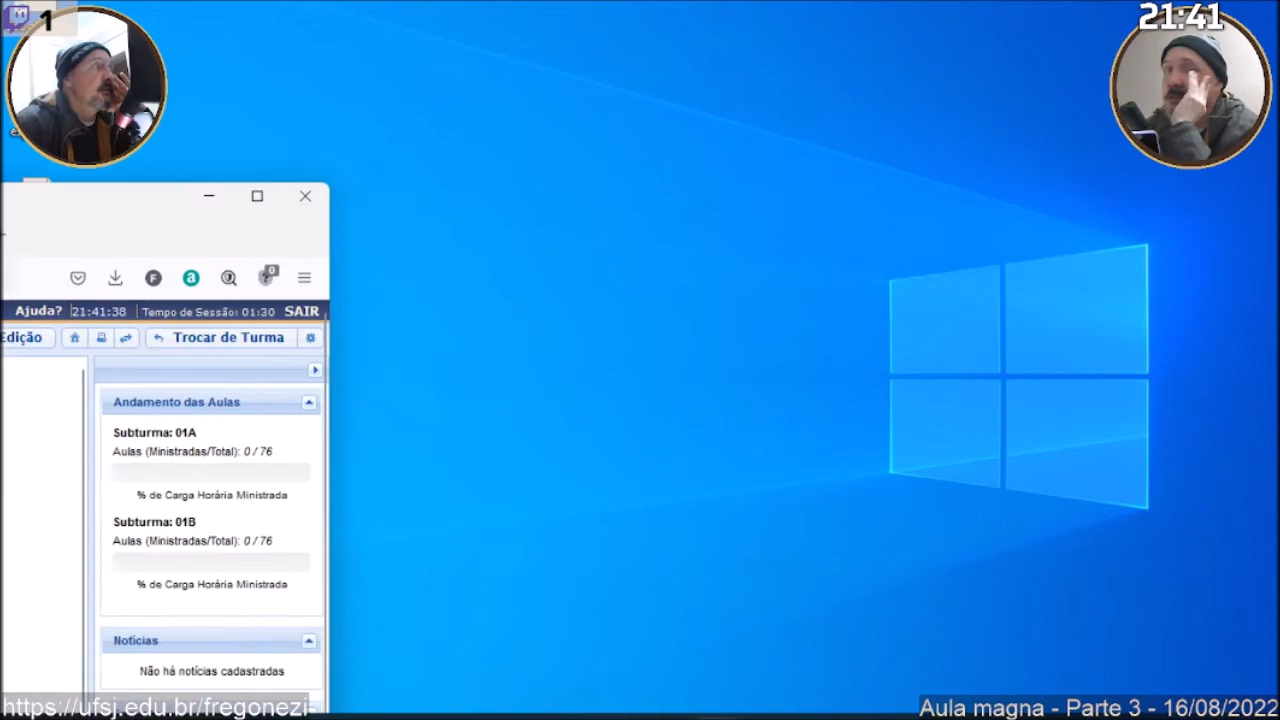 1
21:41
Ajuda?
21:41:38
Tempo de Sessão: 01:30
SAIR
Edição
Trocar de Turma
Andamento das Aulas
Subturma: 01A
Aulas (Ministradas/Total): 0 / 76
% de Carga Horária Ministrada
Subturma: 01B
Aulas (Ministradas/Total): 0 / 76
% de Carga Horária Ministrada
Notícias
Não há notícias cadastradas
https://ufsj.edu.br/fregonezi-
Aula magna - Parte 3 - 16/08/2022